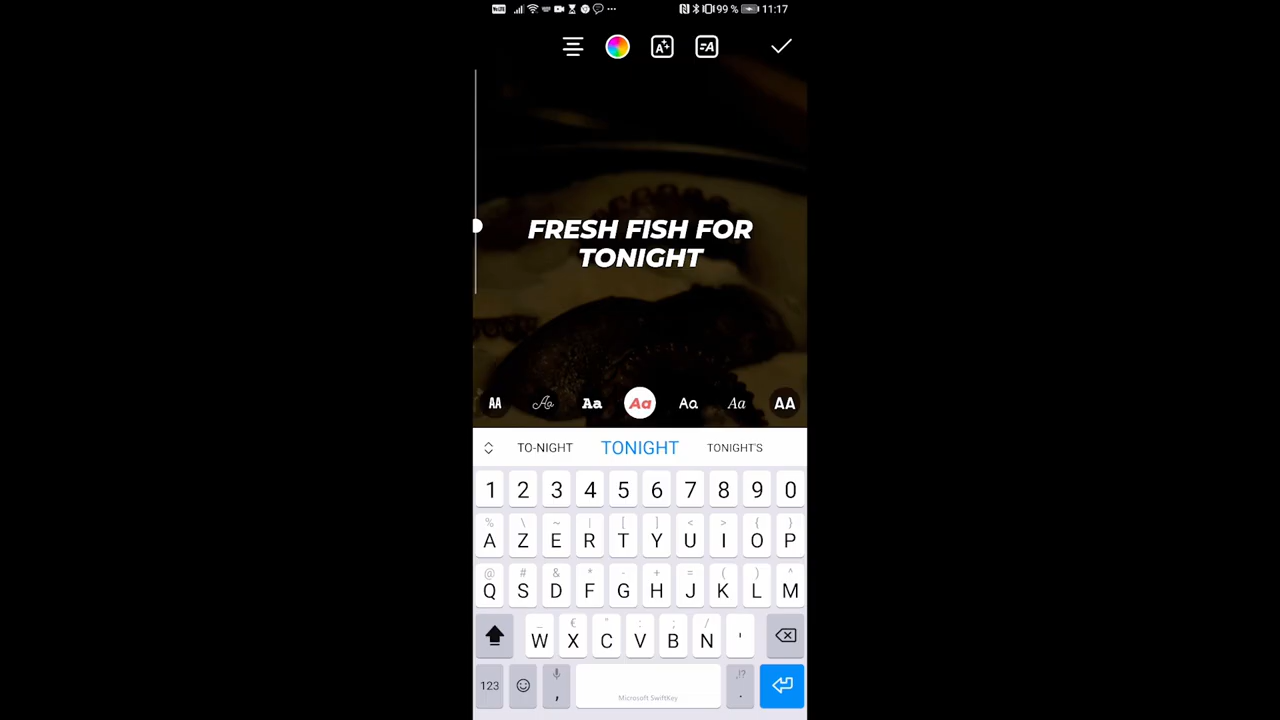 99 % 11:17
FRESH FISH FOR
TONIGHT
AA Aa Aa Aa Aa Aa AA
TO-NIGHT TONIGHT TONIGHT'S
1 2 3 4 5 6 7 8 9 0
% \ ~ | [ ] < > { }
A Z E R T Y U I O P
@ # & * - + = ( ) ^
Q S D F G H J K L M
_ € " : ; /
W X C V B N '
,!?
123 , .
Microsoft SwiftKey